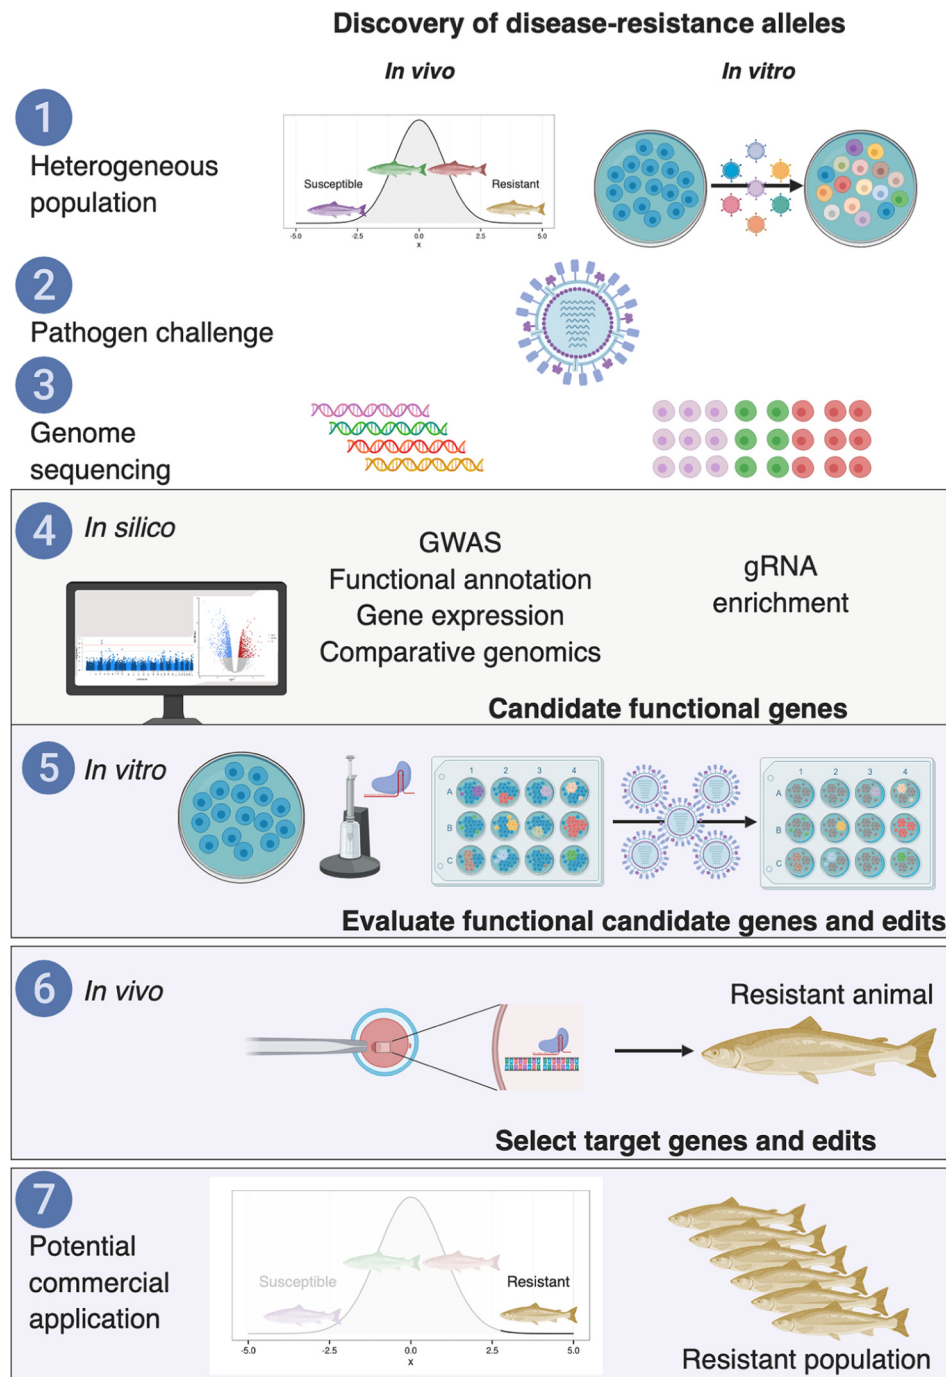 Discovery of disease-resistance alleles
In vivo
In vitro
1
Heterogeneous
population
Susceptible
Resistant
-5.0
-2.5
0.0
2.5
5.0
x
2
Pathogen challenge
3
Genome
sequencing
4
In silico
GWAS
Functional annotation
Gene expression
Comparative genomics
gRNA
enrichment
Candidate functional genes
5
In vitro
1 2 3 4
A
B
C
1 2 3 4
A
B
C
Evaluate functional candidate genes and edits
6
In vivo
Resistant animal
Select target genes and edits
7
Potential
commercial
application
Susceptible
Resistant
-5.0
-2.5
0.0
2.5
5.0
x
Resistant population